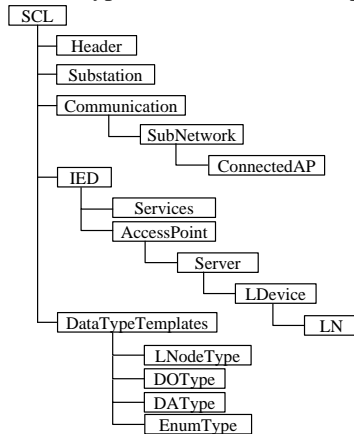 SCL
Header
Substation
Communication
SubNetwork
ConnectedAP
IED
Services
AccessPoint
Server
LDevice
LN
DataTypeTemplates
LNodeType
DOType
DAType
EnumType